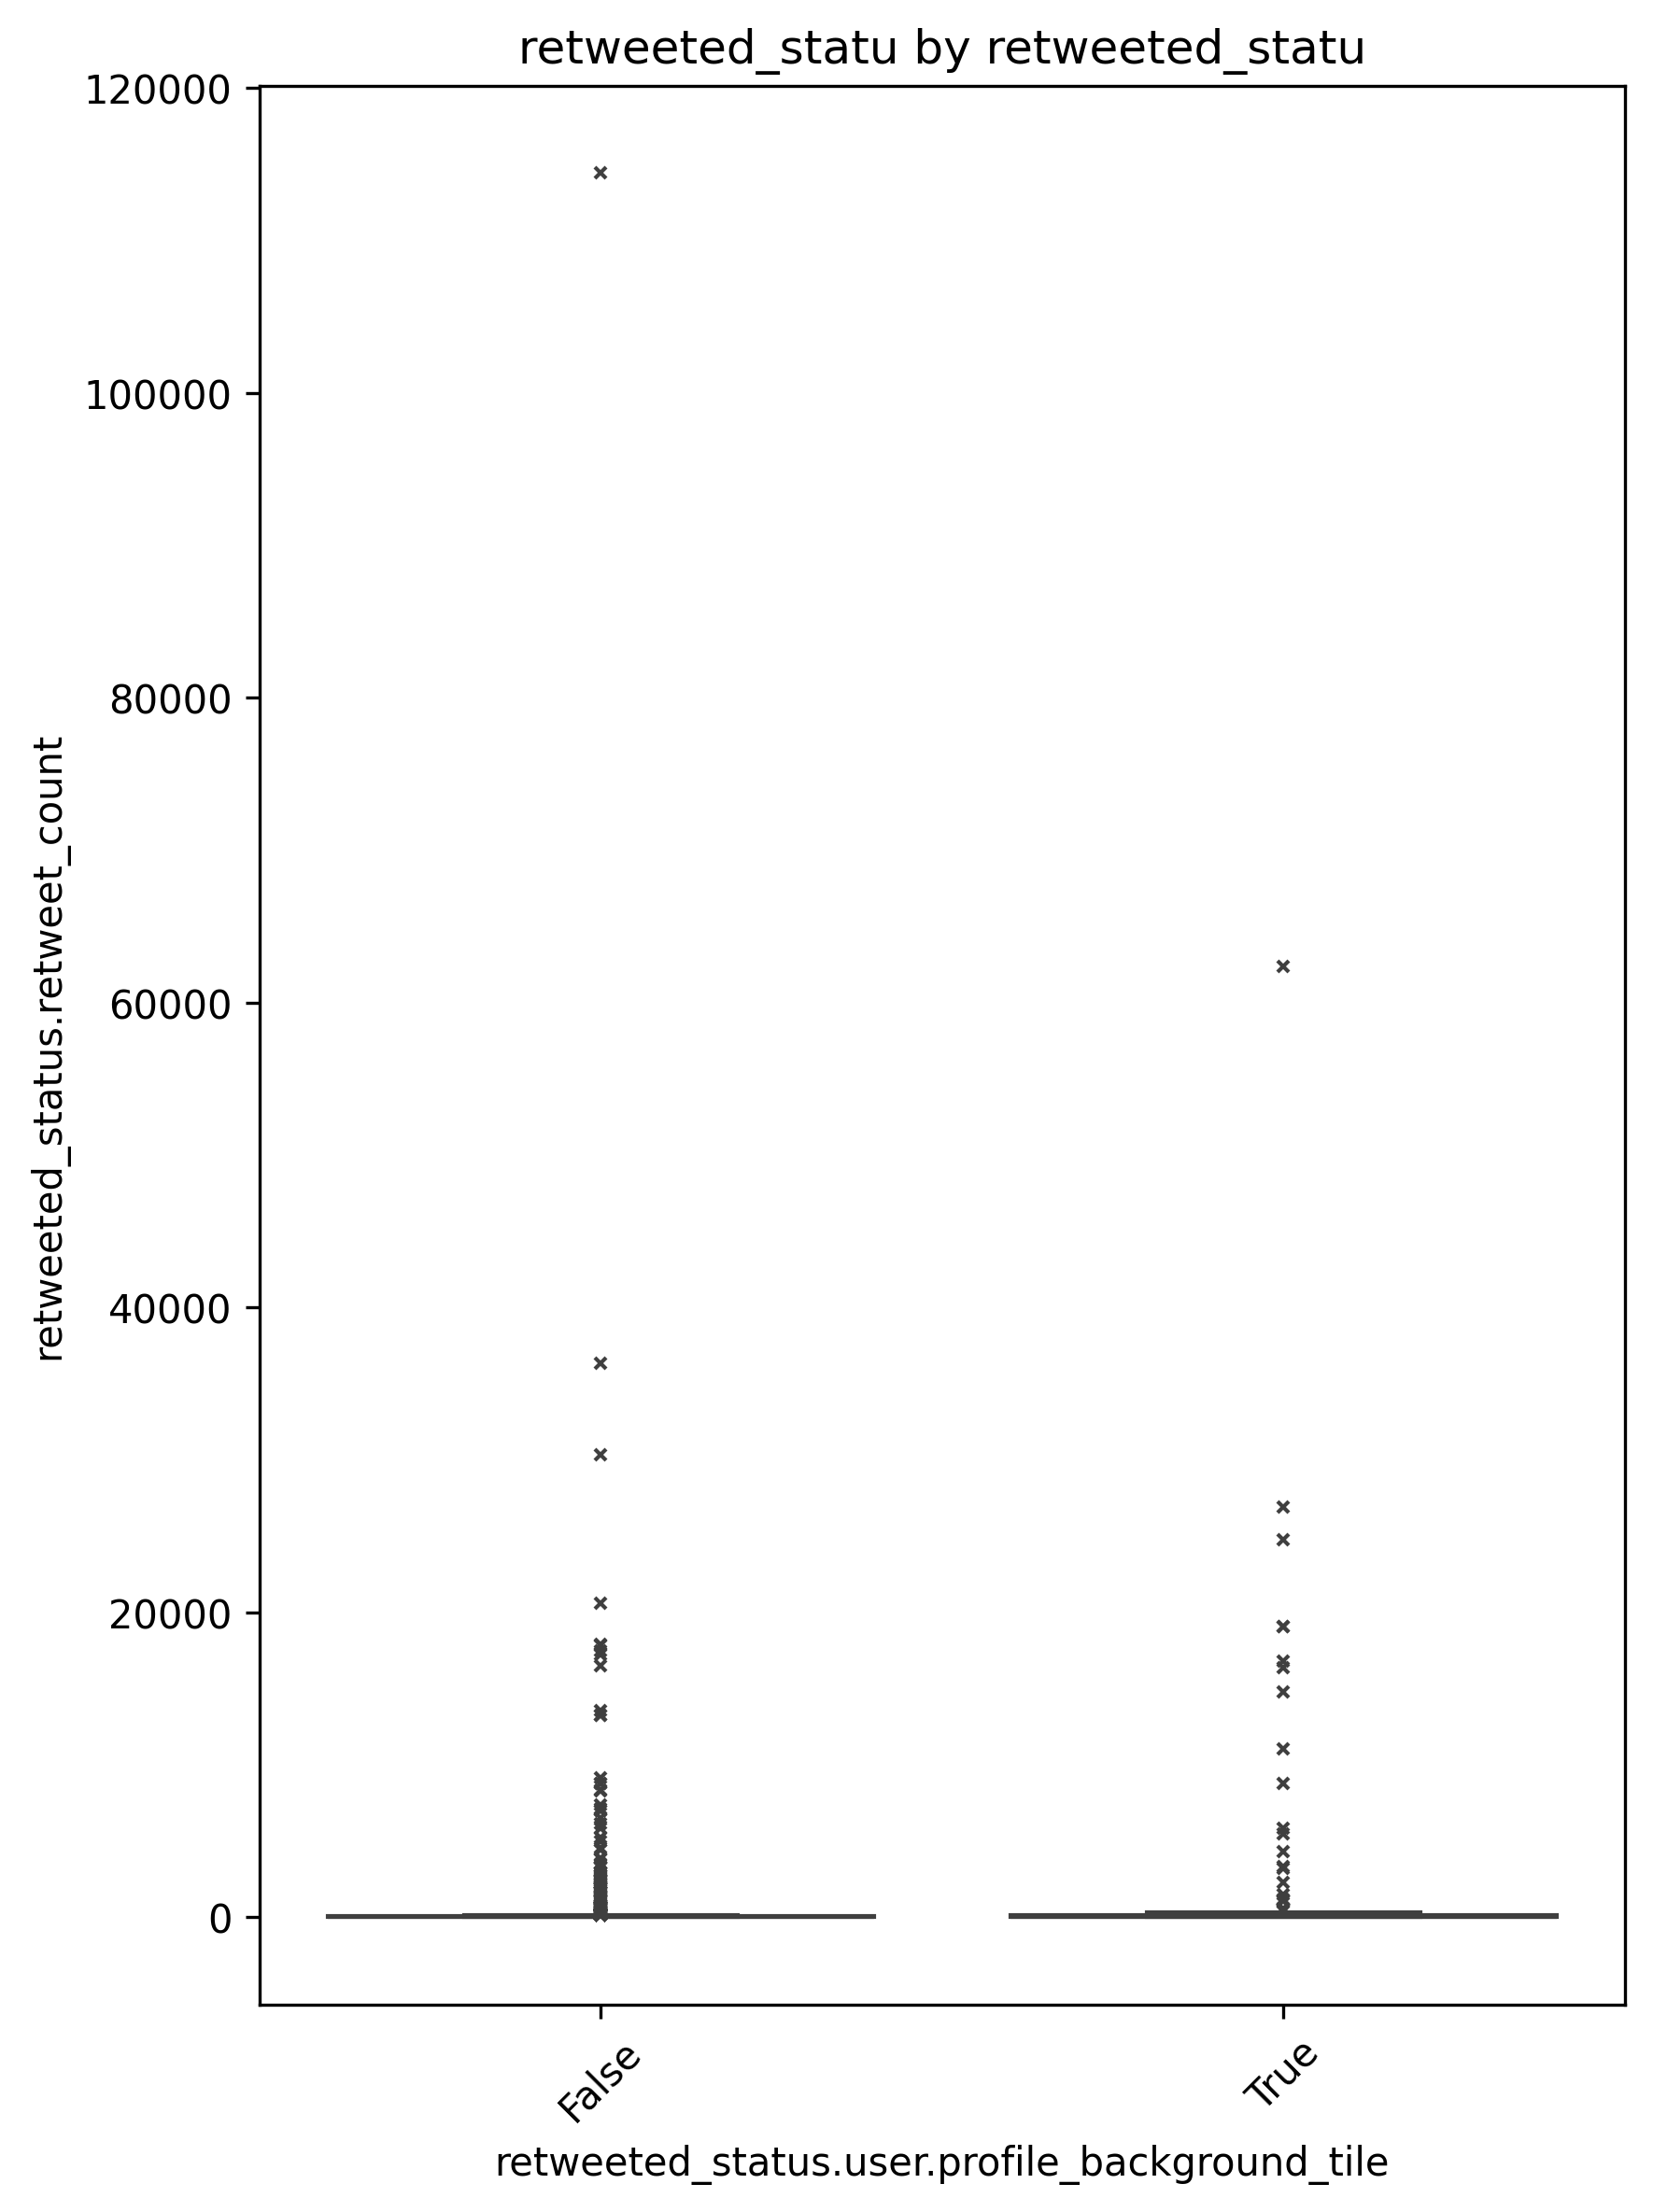 retweeted_statu by retweeted_statu
120000
100000
80000
60000
40000
20000
0
retweeted_status.retweet_count
False
True
retweeted_status.user.profile_background_tile